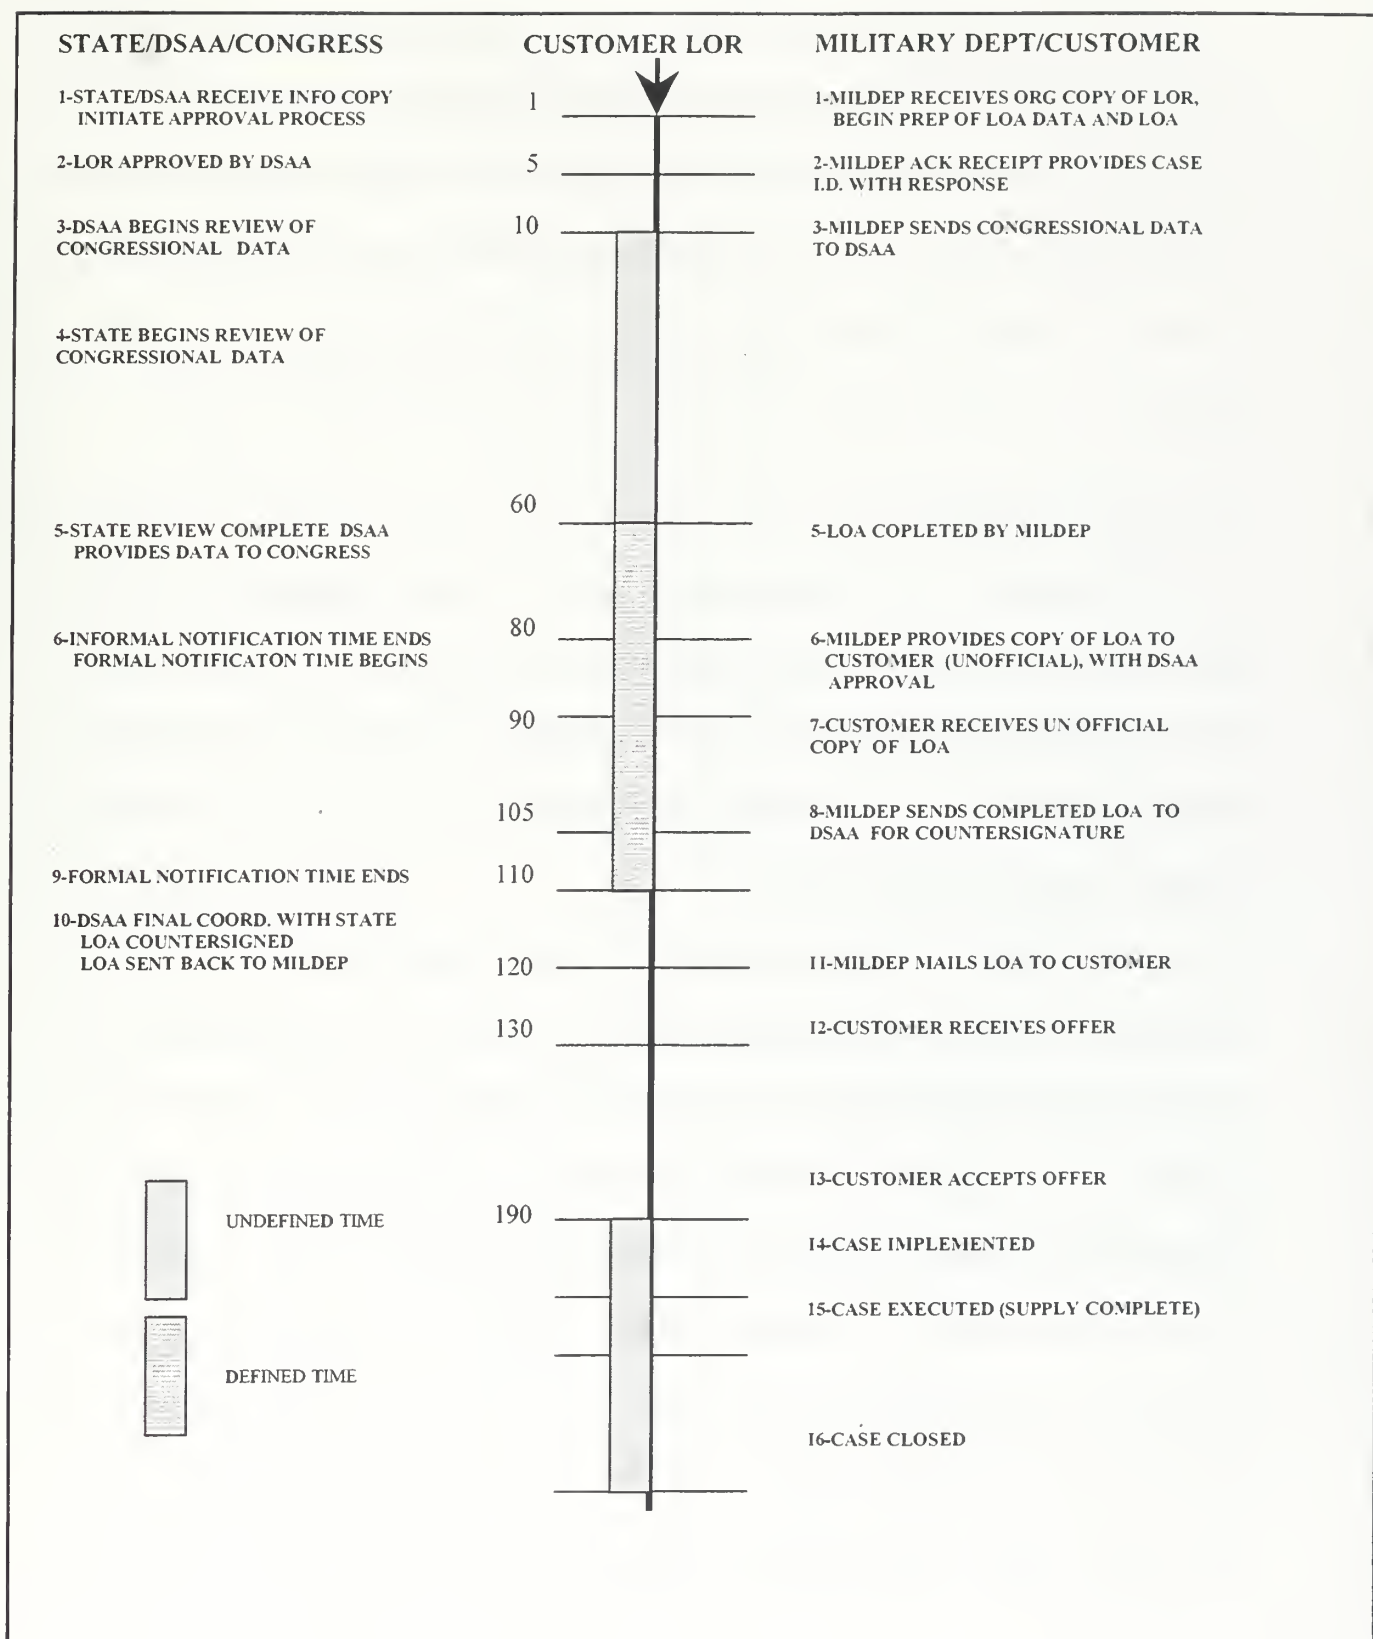 STATE/DSAA/CONGRESS
CUSTOMER LOR
MILITARY DEPT/CUSTOMER
1-STATE/DSAA RECEIVE INFO COPY
INITIATE APPROVAL PROCESS
1
1-MILDEP RECEIVES ORG COPY OF LOR,
BEGIN PREP OF LOA DATA AND LOA
2-LOR APPROVED BY DSAA
5
2-MILDEP ACK RECEIPT PROVIDES CASE
I.D. WITH RESPONSE
3-DSAA BEGINS REVIEW OF
CONGRESSIONAL DATA
10
3-MILDEP SENDS CONGRESSIONAL DATA
TO DSAA
4-STATE BEGINS REVIEW OF
CONGRESSIONAL DATA
60
5-STATE REVIEW COMPLETE DSAA
PROVIDES DATA TO CONGRESS
5-LOA COPLETED BY MILDEP
6-INFORMAL NOTIFICATION TIME ENDS
FORMAL NOTIFICATON TIME BEGINS
80
6-MILDEP PROVIDES COPY OF LOA TO
CUSTOMER (UNOFFICIAL), WITH DSAA
APPROVAL
90
7-CUSTOMER RECEIVES UN OFFICIAL
COPY OF LOA
105
8-MILDEP SENDS COMPLETED LOA TO
DSAA FOR COUNTERSIGNATURE
9-FORMAL NOTIFICATION TIME ENDS
110
10-DSAA FINAL COORD. WITH STATE
LOA COUNTERSIGNED
LOA SENT BACK TO MILDEP
120
11-MILDEP MAILS LOA TO CUSTOMER
130
12-CUSTOMER RECEIVES OFFER
13-CUSTOMER ACCEPTS OFFER
UNDEFINED TIME
190
14-CASE IMPLEMENTED
15-CASE EXECUTED (SUPPLY COMPLETE)
DEFINED TIME
16-CASE CLOSED